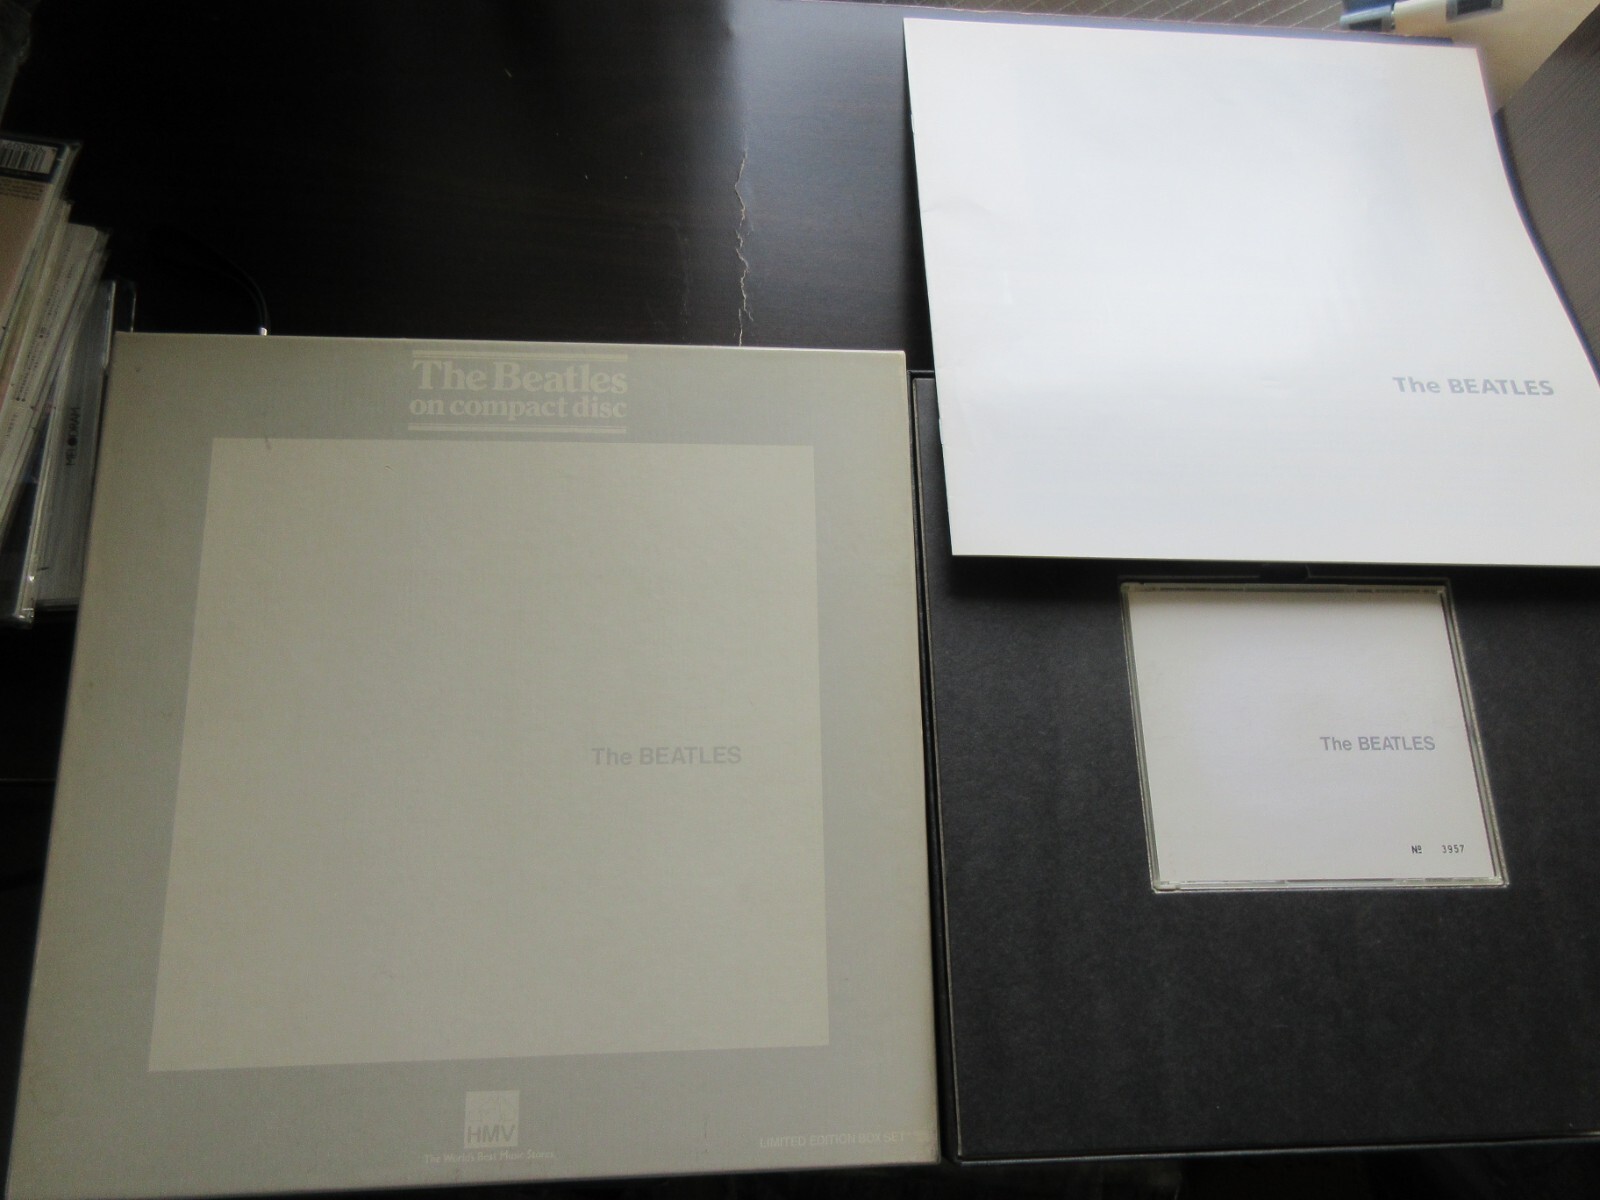 The Beatles
on compact disc
The BEATLES
HMV
The World's Best Music Stores
LIMITED EDITION BOX SET
The BEATLES
The BEATLES
Nº 3957
MELODRAM